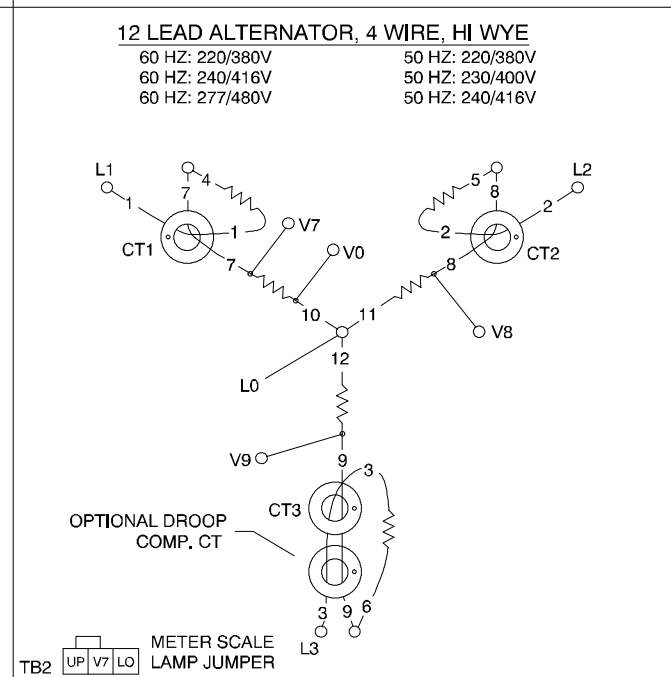 12 LEAD ALTERNATOR, 4 WIRE, HI WYE
60 HZ: 220/380V 50 HZ: 220/380V
60 HZ: 240/416V 50 HZ: 230/400V
60 HZ: 277/480V 50 HZ: 240/416V
L1 4 5 L2
7 8
1 2
1 2
CT1 V7 CT2
7 V0 8
10 11
V8
12
L0
V9
9 3
CT3
OPTIONAL DROOP
COMP. CT
3 9 6
L3
METER SCALE
TB2 UP V7 LO LAMP JUMPER